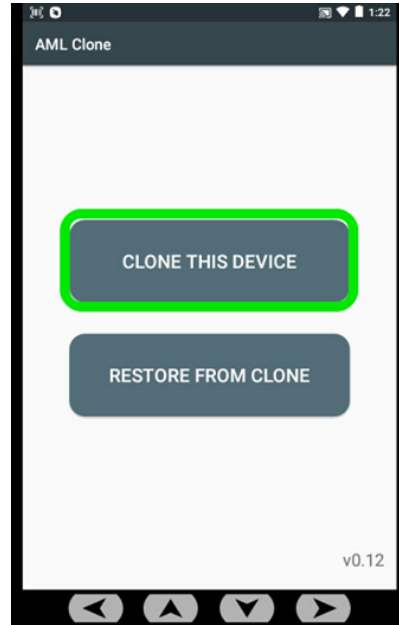 1:22
AML Clone
CLONE THIS DEVICE
RESTORE FROM CLONE
v0.12